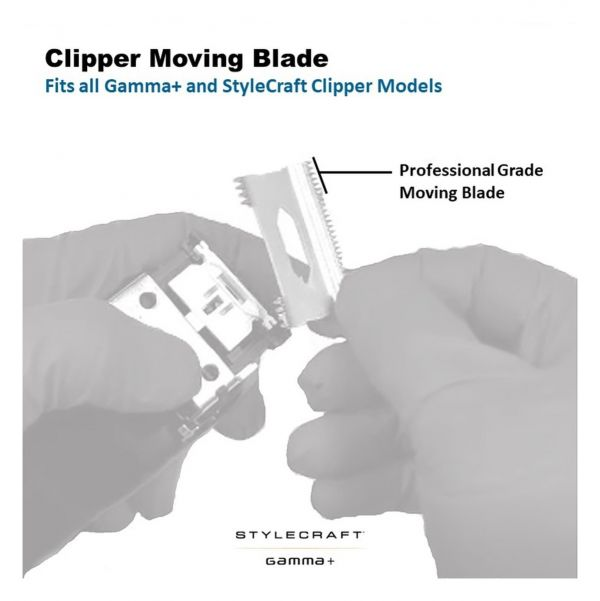 Clipper Moving Blade
Fits all Gamma+ and StyleCraft Clipper Models
Professional Grade
Moving Blade
STYLECRAFT
Gamma+